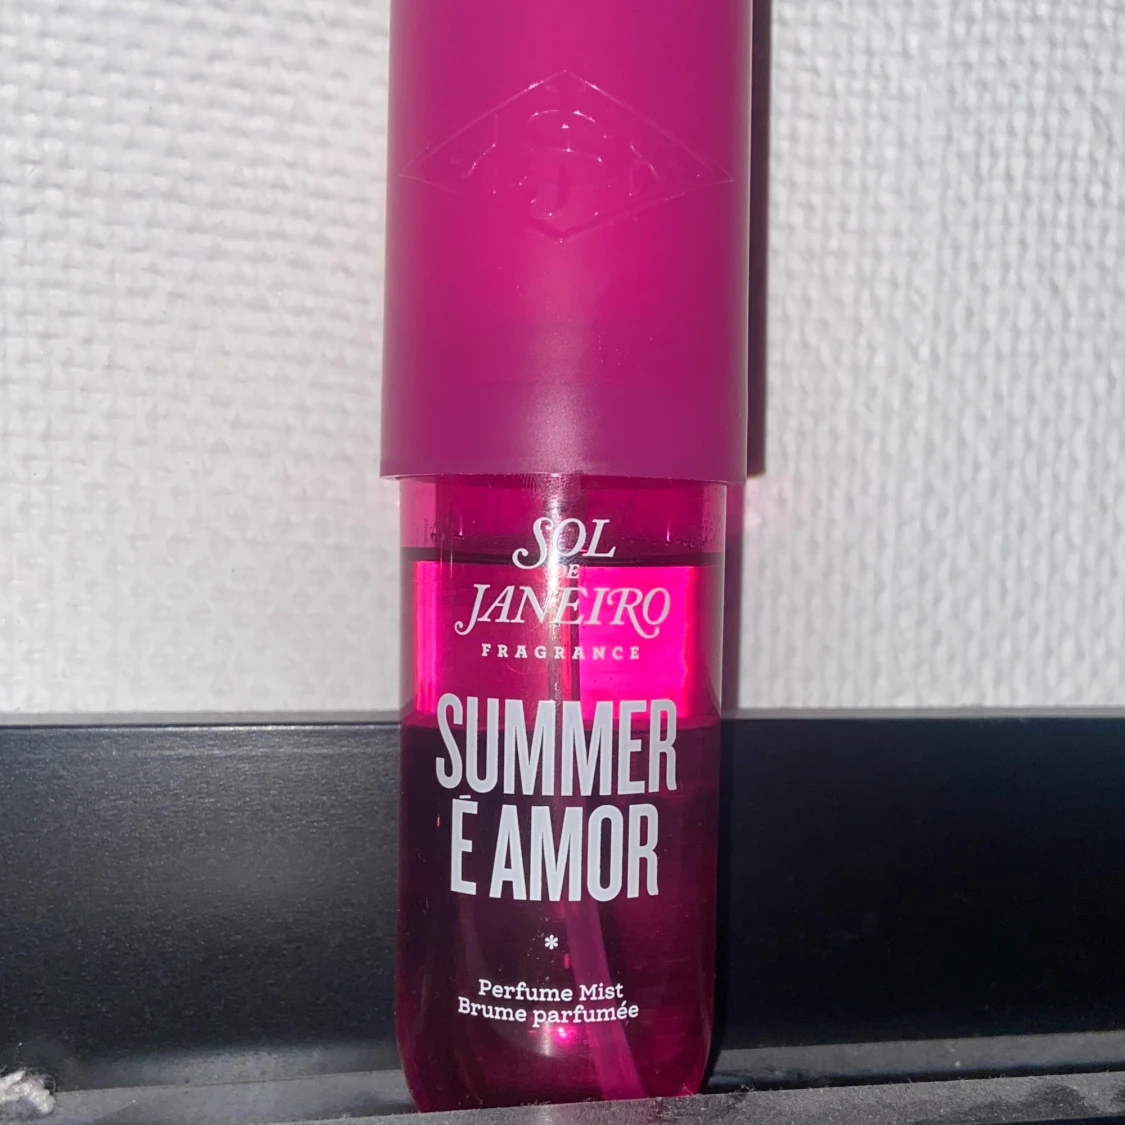 SOL
DE
JANEIRO
FRAGRANCE
SUMMER
É AMOR
*
Perfume Mist
Brume parfumée